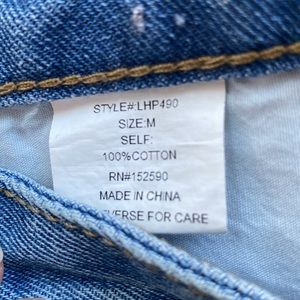 STYLE#:LHP490
SIZE:M
SELF:
100%COTTON
RN#152590
MADE IN CHINA
VERSE FOR CARE